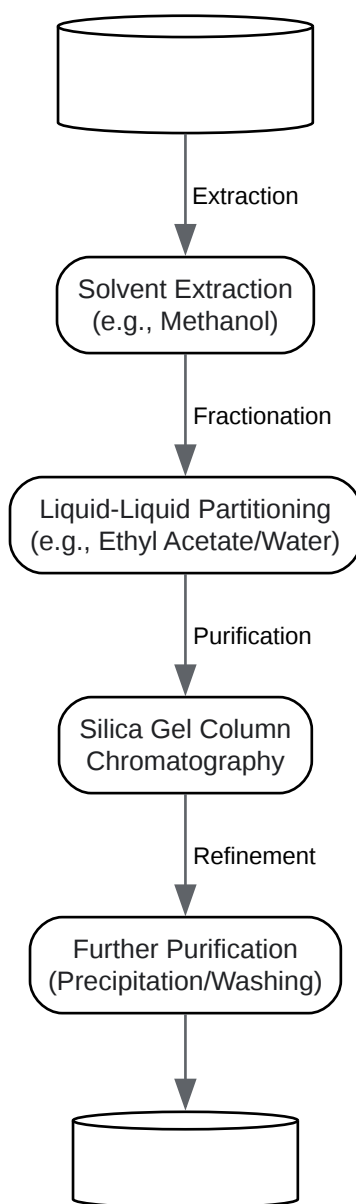 Extraction
Solvent Extraction
(e.g., Methanol)
Fractionation
Liquid-Liquid Partitioning
(e.g., Ethyl Acetate/Water)
Purification
Silica Gel Column
Chromatography
Refinement
Further Purification
(Precipitation/Washing)